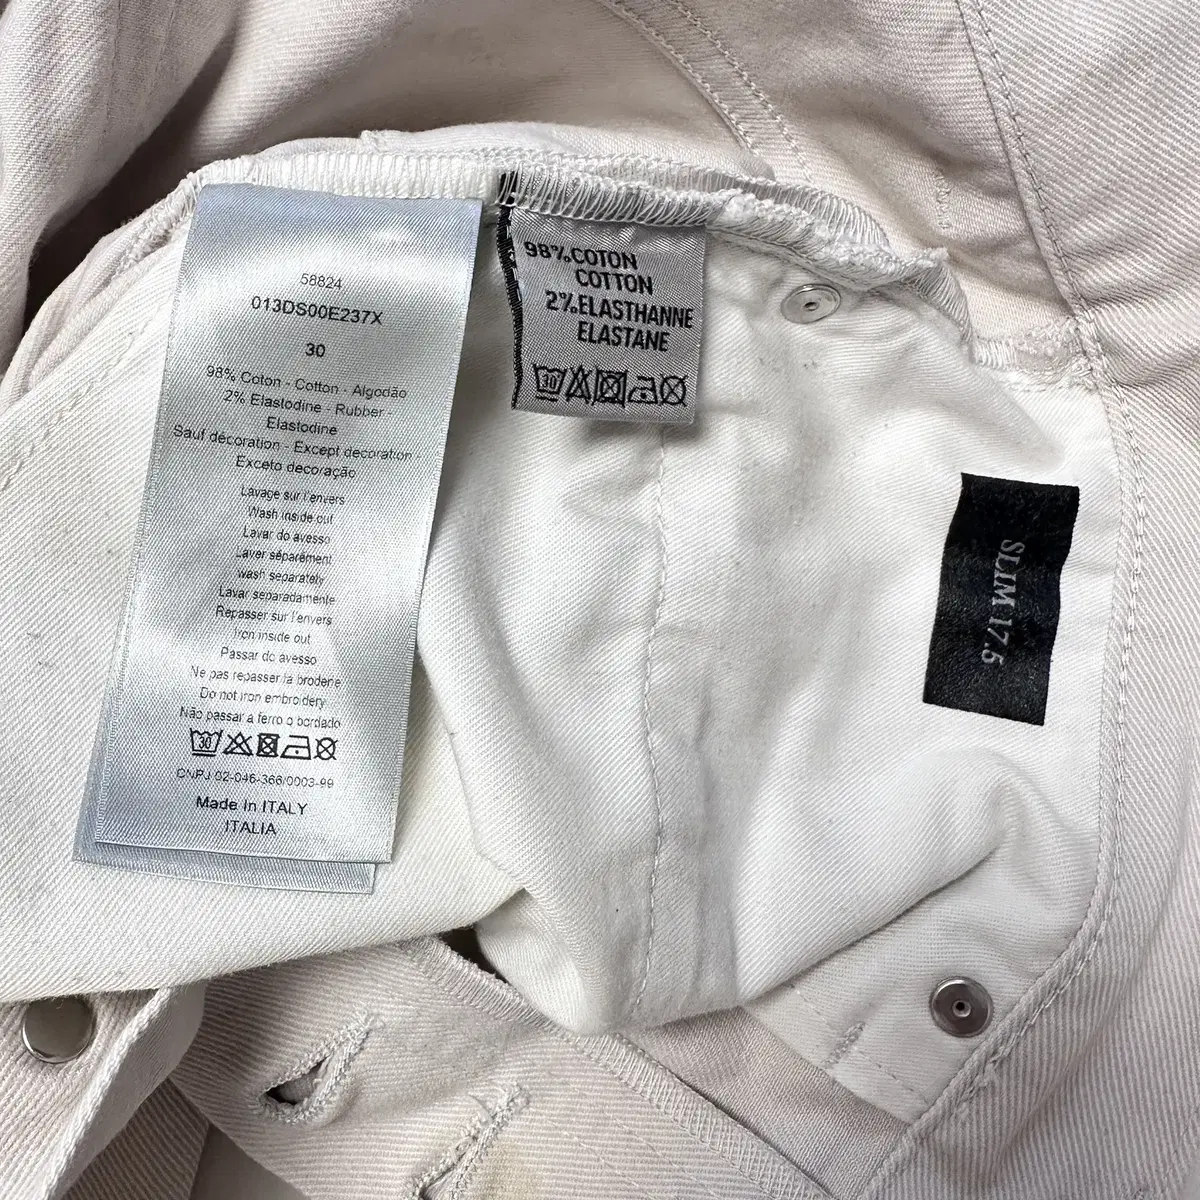 58824
013DS00E237X
30
98% Coton - Cotton - Algodão
2% Elastodine - Rubber -
Elastodine
Sauf décoration - Except decoration
Exceto decoração
Lavage sur l'envers
Wash inside out
Lavar do avesso
Laver séparément
wash separately
Lavar separadamente
Repasser sur l'envers
Iron inside out
Passar do avesso
Ne pas repasser la broderie
Do not iron embroidery
Não passar a ferro o bordado
30
CNPJ 02-046-366/0003-99
Made In ITALY
ITALIA
98%COTON
COTTON
2%ELASTHANNE
ELASTANE
30
SLIM 17.5